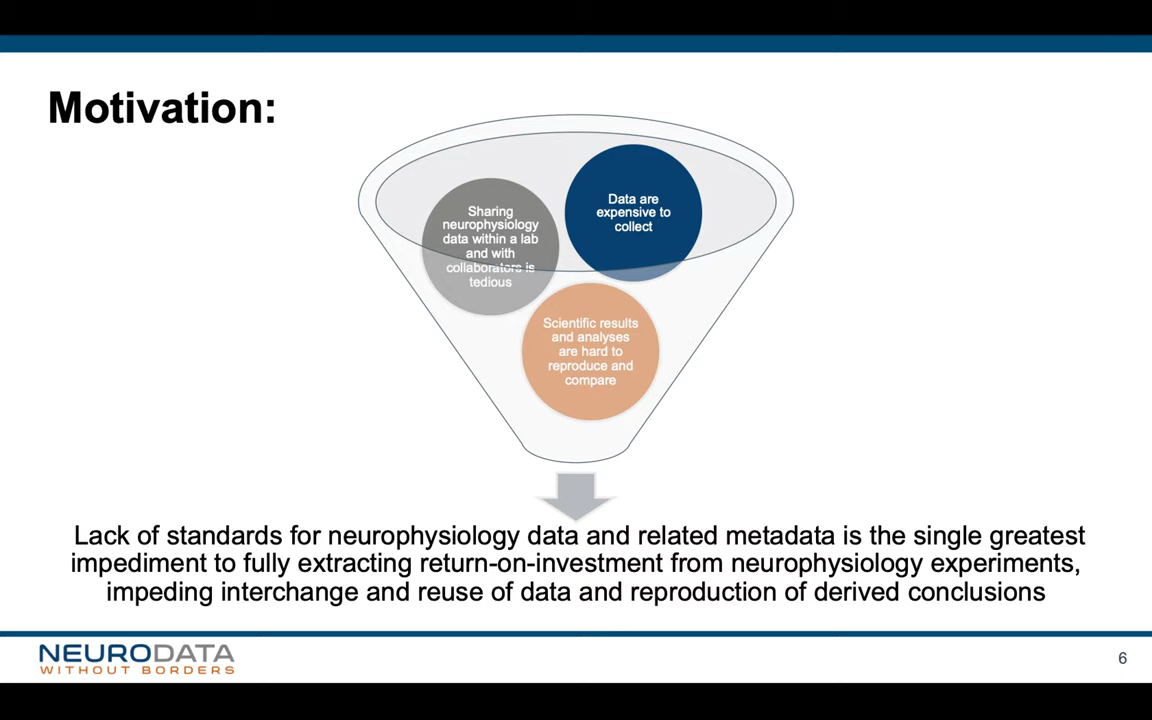 Motivation:
Sharing
neurophysiology
data within a lab
and with
collaborators is
tedious
Data are
expensive to
collect
Scientific results
and analyses
are hard to
reproduce and
compare
Lack of standards for neurophysiology data and related metadata is the single greatest
impediment to fully extracting return-on-investment from neurophysiology experiments,
impeding interchange and reuse of data and reproduction of derived conclusions
NEURODATA
WITHOUT BORDERS
6